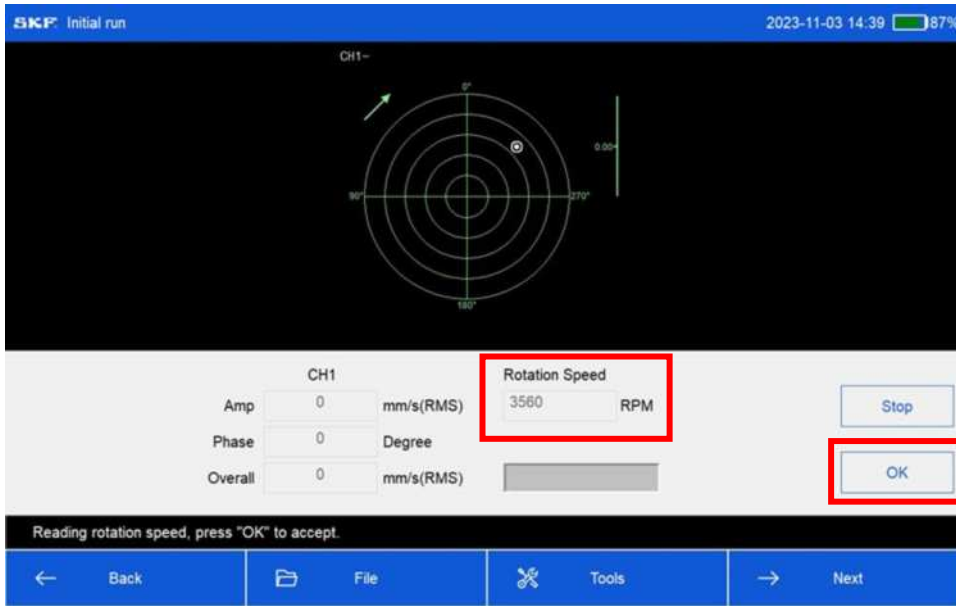 SKF. Initial run
2023-11-03 14:39 87%
CH1-
0°
0.00
90°
270°
180°
CH1
Rotation Speed
Amp 0 mm/s(RMS) 3560 RPM
Stop
Phase 0 Degree
Overall 0 mm/s(RMS)
OK
Reading rotation speed, press "OK" to accept.
Back File Tools Next